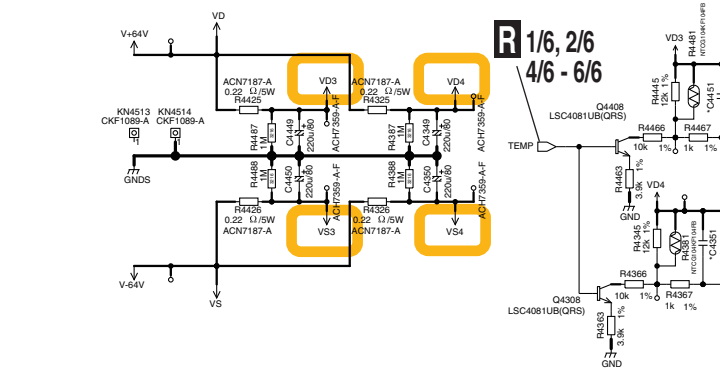 VD
V+64V
ACN7187-A
0.22 Ω/5W
R4425
VD3
ACN7187-A
0.22 Ω/5W
R4325
VD4
KN4513
CKF1089-A
KN4514
CKF1089-A
1
1
R4487
1M
C4449
220u/80
ACH7359-A-F
R4387
1M
C4349
220u/80
ACH7359-A-F
GNDS
R4488
1M
C4450
220u/80
ACH7359-A-F
R4388
1M
C4350
220u/80
ACH7359-A-F
R4426
0.22 Ω/5W
ACN7187-A
VS3
R4326
0.22 Ω/5W
ACN7187-A
VS4
V-64V
VS
R 1/6, 2/6
4/6 - 6/6
TEMP
Q4408
LSC4081UB(QRS)
VD3
R4445
12k 1%
R4481
NTCG104KF104FB
*C4451
R4466
10k 1%
R4467
1k 1%
R4463
3.9k 1%
GND
VD4
R4345
12k 1%
R4381
NTCG104KF104FB
*C4351
R4366
10k 1%
R4367
1k 1%
Q4308
LSC4081UB(QRS)
R4363
3.9k 1%
GND